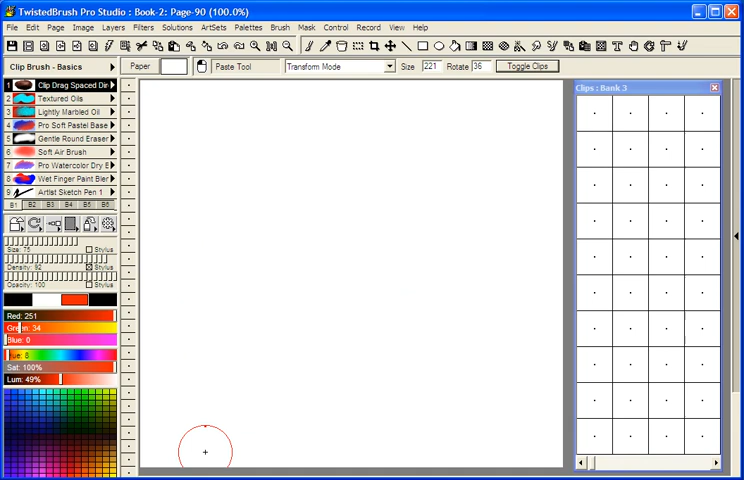 TwistedBrush Pro Studio : Book-2: Page-90 (100.0%)
File Edit Page Image Layers Filters Solutions ArtSets Palettes Brush Mask Control Record View Help
Clip Brush - Basics
Paper
Paste Tool
Transform Mode
Size 221
Rotate 36
Toggle Clips
1 Clip Drag Spaced Dir
2 Textured Oils
3 Lightly Marbled Oil
4 Pro Soft Pastel Base
5 Gentle Round Eraser
6 Soft Air Brush
7 Pro Watercolor Dry B
8 Wet Finger Paint Bler
9 Artist Sketch Pen 1
B1 B2 B3 B4 B5 B6
Size: 75 Stylus
Density: 82 Stylus
Opacity: 100 Stylus
Red: 251
Green: 34
Blue: 0
Hue: 8
Sat: 100%
Lum: 49%
Clips : Bank 3